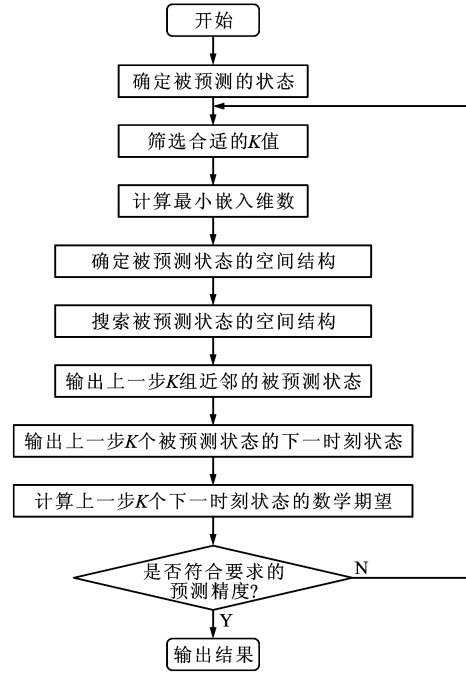 开始
确定被预测的状态
筛选合适的K值
计算最小嵌入维数
确定被预测状态的空间结构
搜索被预测状态的空间结构
输出上一步K组近邻的被预测状态
输出上一步K个被预测状态的下一时刻状态
计算上一步K个下一时刻状态的数学期望
是否符合要求的
预测精度?
N
Y
输出结果